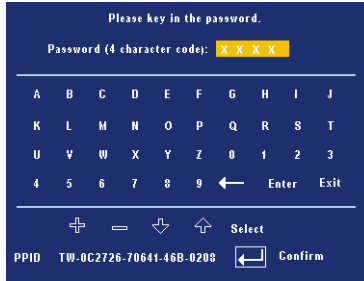 Please key in the password.
Password (4 character code): X X X X
A B C D E F G H I J
K L M N O P Q R S T
U V W X Y Z 0 1 2 3
4 5 6 7 8 9 Enter Exit
Select
PPID TW-0C2726-70641-46B-0208 Confirm